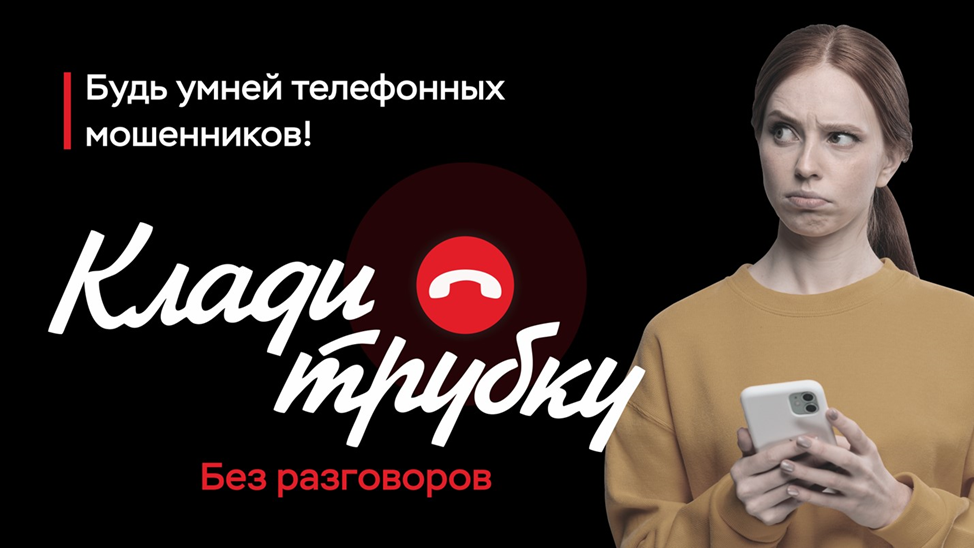 Будь умней телефонных
мошенников!
Клади
трубку
Без разговоров